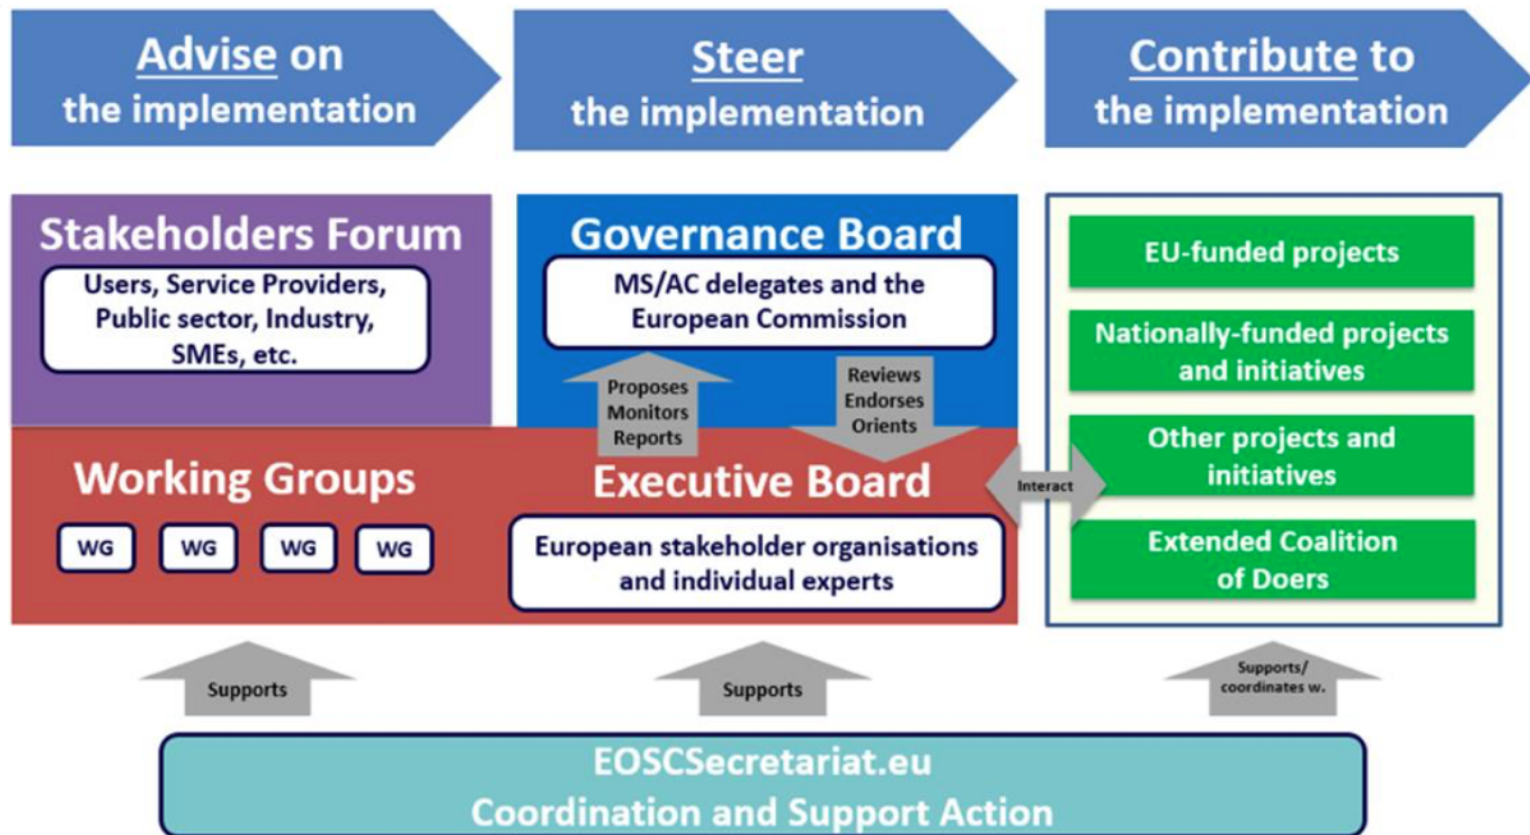 Advise on
the implementation
Steer
the implementation
Contribute to
the implementation
Stakeholders Forum
Users, Service Providers,
Public sector, Industry,
SMEs, etc.
Governance Board
MS/AC delegates and the
European Commission
Proposes
Monitors
Reports
Reviews
Endorses
Orients
Working Groups
WG
WG
WG
WG
Executive Board
European stakeholder organisations
and individual experts
Interact
EU-funded projects
Nationally-funded projects
and initiatives
Other projects and
initiatives
Extended Coalition
of Doers
Supports
Supports
Supports/
coordinates w.
EOSCSecretariat.eu
Coordination and Support Action